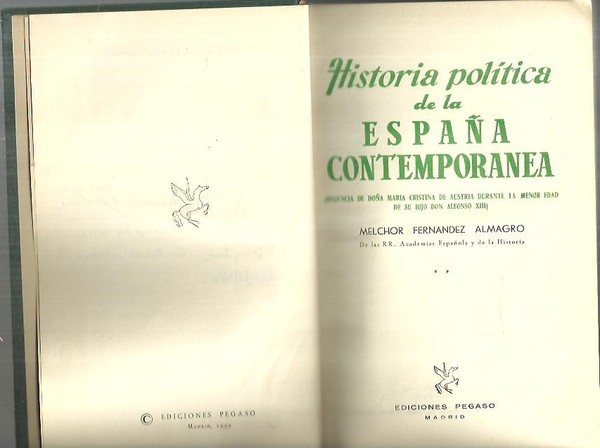 © EDICIONES PEGASO
Madrid, 1959
Historia política
de la
ESPAÑA
CONTEMPORANEA
(REGENCIA DE DOÑA MARIA CRISTINA DE AUSTRIA DURANTE LA MENOR EDAD
DE SU HIJO DON ALFONSO XIII)
MELCHOR FERNANDEZ ALMAGRO
De las RR. Academias Española y de la Historia
* *
EDICIONES PEGASO
MADRID